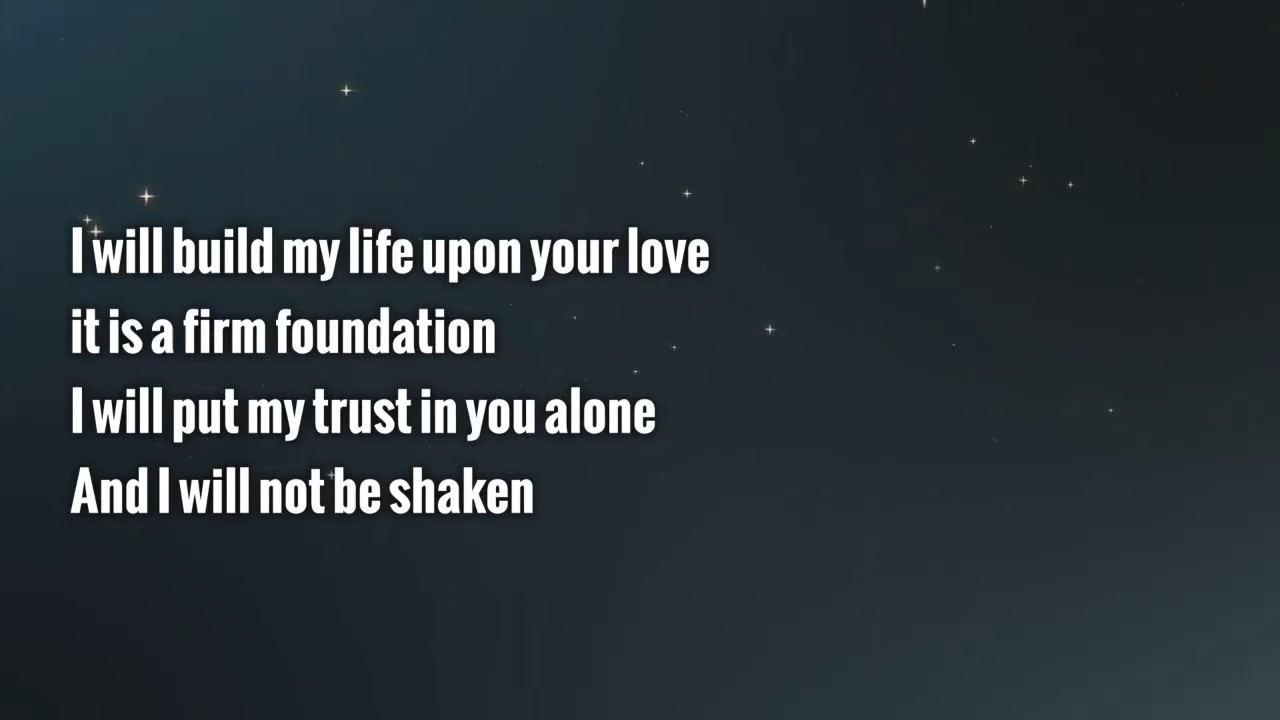 I will build my life upon your love
it is a firm foundation
I will put my trust in you alone
And I will not be shaken